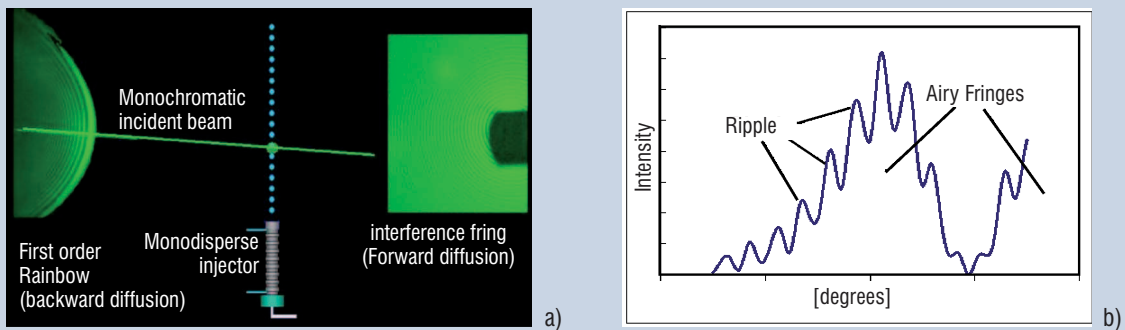 Monochromatic
incident beam
First order
Rainbow
(backward diffusion)
Monodisperse
injector
interference fring
(Forward diffusion)
a)
Intensity
Ripple
Airy Fringes
[degrees]
b)